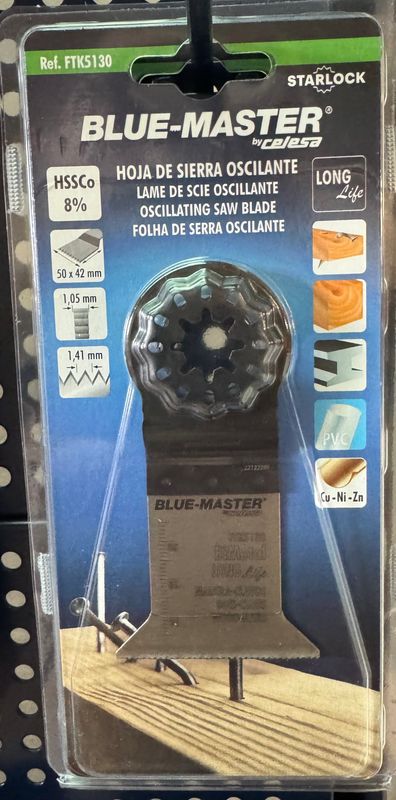 Ref. FTK5130
STARLOCK
BLUE-MASTER®
by celesa
HSSCo
8%
HOJA DE SIERRA OSCILANTE
LAME DE SCIE OSCILLANTE
OSCILLATING SAW BLADE
FOLHA DE SERRA OSCILANTE
LONG
Life
50 x 42 mm
1,05 mm
1,41 mm
PVC
Cu - Ni - Zn
BLUE-MASTER®
LONG Life